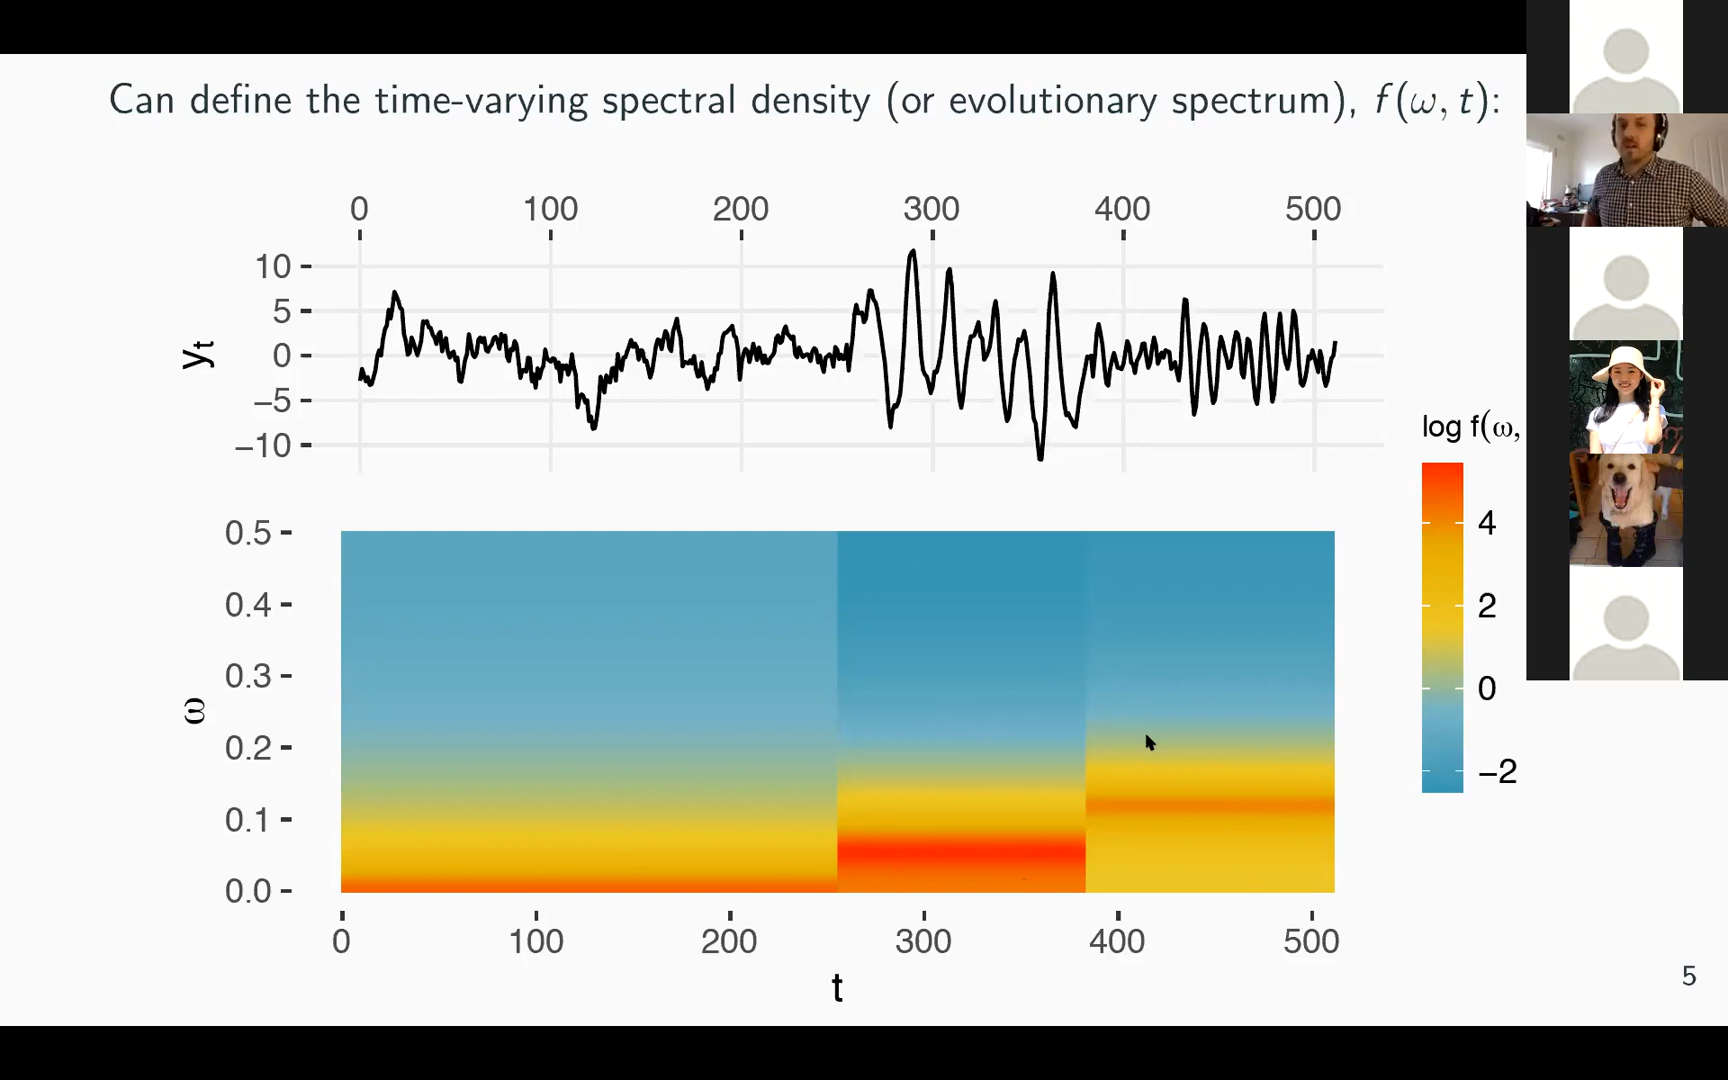 Can define the time-varying spectral density (or evolutionary spectrum), f(ω, t):
0 100 200 300 400 500
10
5
0
−5
−10
yt
log f(ω,
4
2
0
−2
0.5
0.4
0.3
0.2
0.1
0.0
ω
0 100 200 300 400 500
t
5